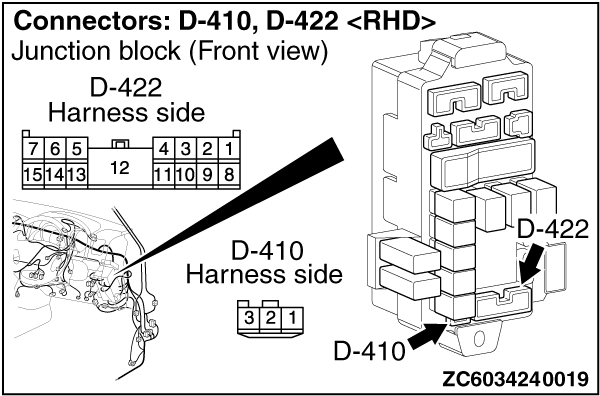 Connectors: D-410, D-422 <RHD>
Junction block (Front view)
D-422
Harness side
7 6 5 4 3 2 1
12
15 14 13 11 10 9 8
D-422
D-410
Harness side
3 2 1
D-410
ZC6034240019